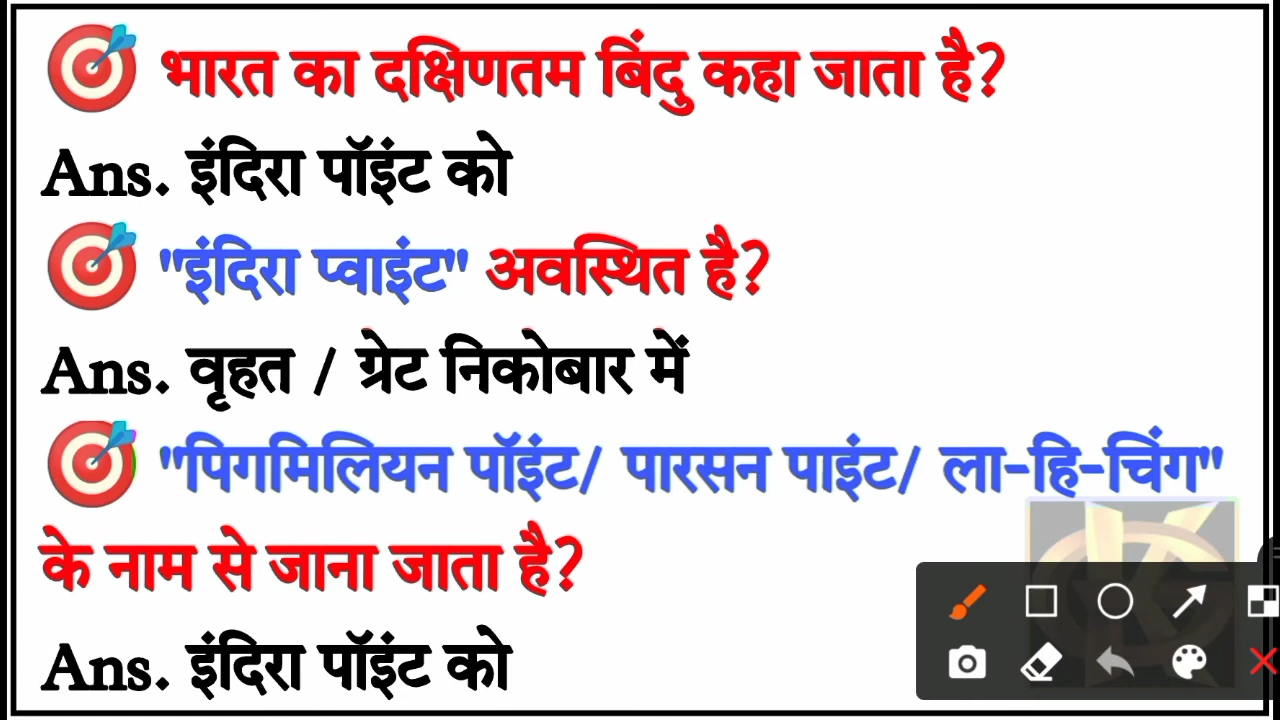 भारत का दक्षिणतम बिंदु कहा जाता है?
Ans. इंदिरा पॉइंट को
"इंदिरा प्वाइंट" अवस्थित है?
Ans. वृहत / ग्रेट निकोबार में
"पिगमिलियन पॉइंट/ पारसन पाइंट/ ला-हि-चिंग"
के नाम से जाना जाता है?
Ans. इंदिरा पॉइंट को